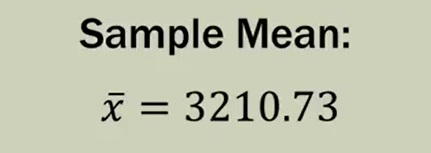 Sample Mean:
x̄ = 3210.73